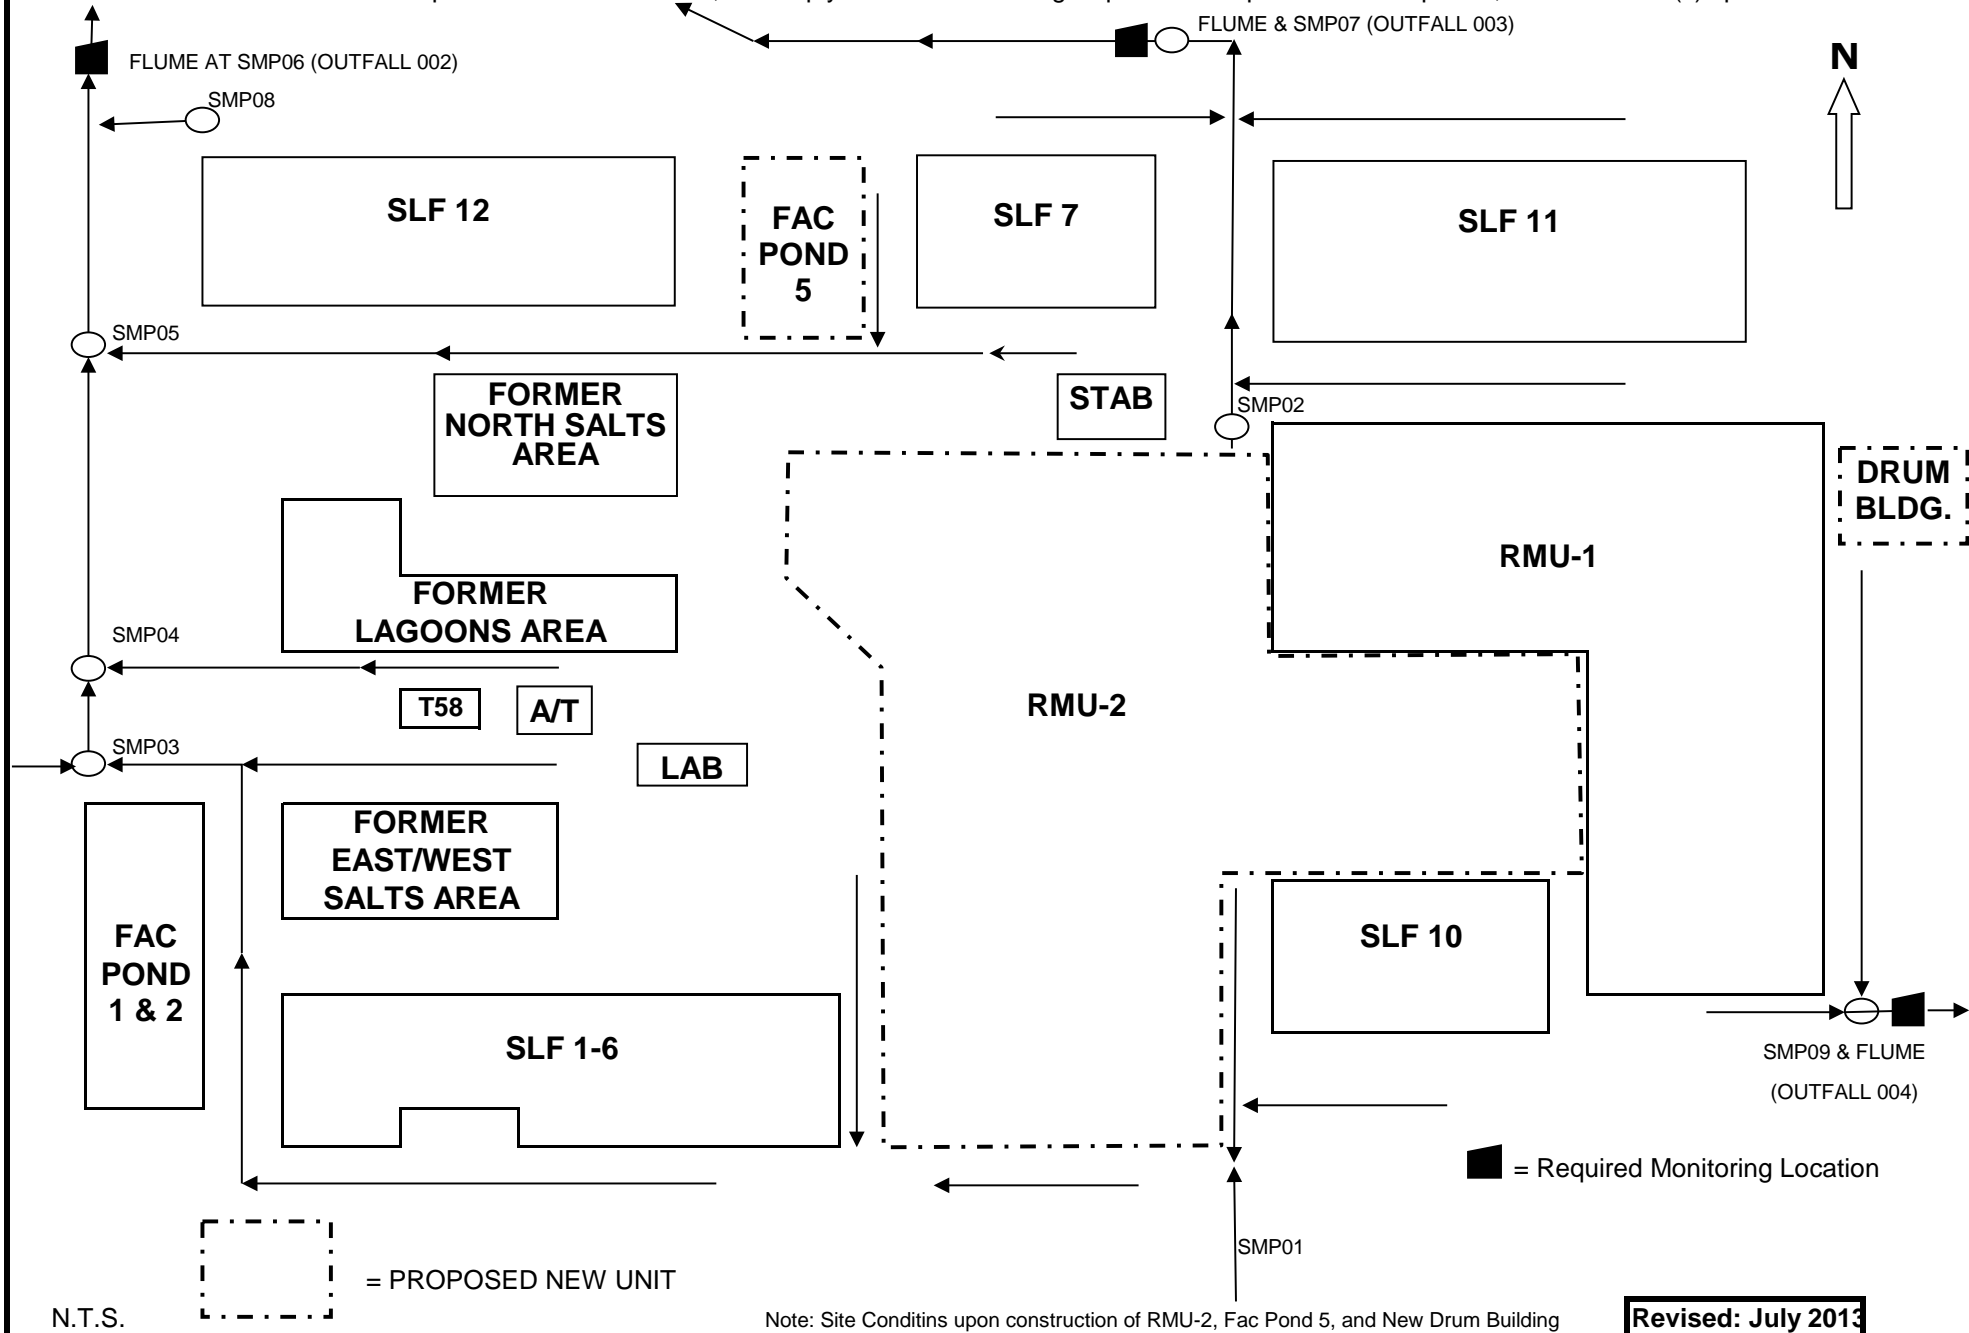 FLUME & SMP07 (OUTFALL 003)
FLUME AT SMP06 (OUTFALL 002)
N
SMP08
SLF 12
FAC
POND
5
SLF 7
SLF 11
SMP05
FORMER
NORTH SALTS
AREA
STAB
SMP02
DRUM
BLDG.
RMU-1
FORMER
LAGOONS AREA
SMP04
T58
A/T
RMU-2
SMP03
LAB
FORMER
EAST/WEST
SALTS AREA
FAC
POND
1 & 2
SLF 10
SLF 1-6
SMP09 & FLUME
(OUTFALL 004)
= Required Monitoring Location
SMP01
= PROPOSED NEW UNIT
N.T.S.
Note: Site Conditins upon construction of RMU-2, Fac Pond 5, and New Drum Building
Revised: July 2013